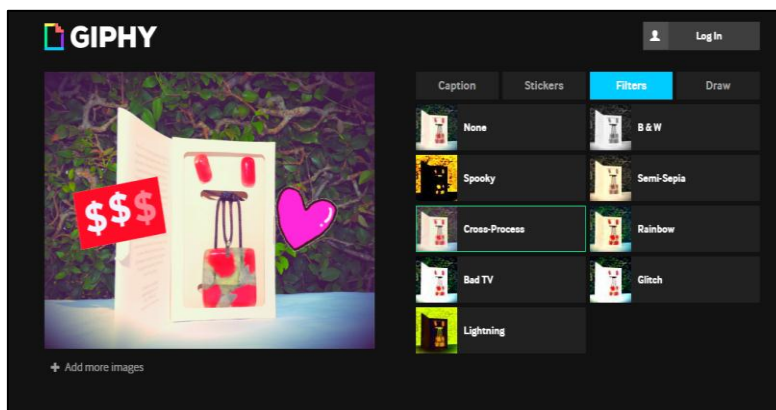 GIPHY
Log In
Caption Stickers Filters Draw
None B & W
Spooky Semi-Sepia
Cross-Process Rainbow
Bad TV Glitch
Lightning
$$$
+ Add more images